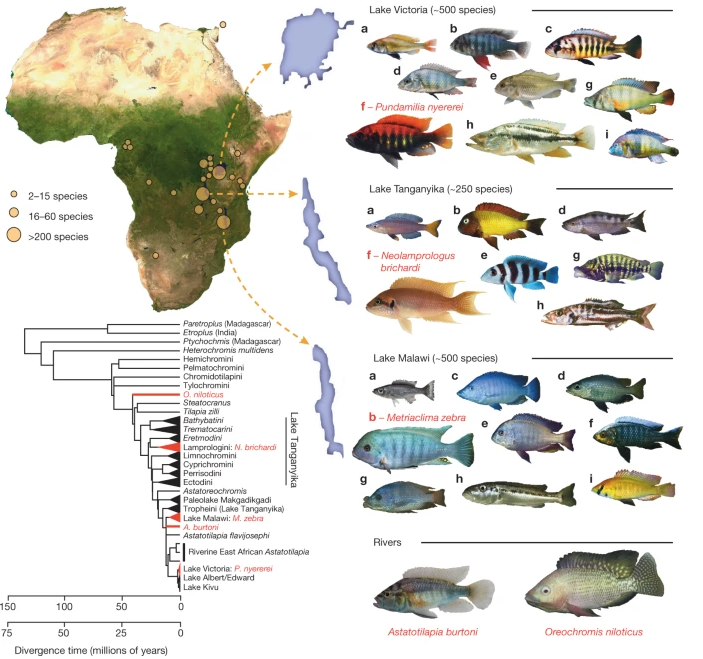 Lake Victoria (~500 species)
a
b
c
d
e
g
f – Pundamilia nyererei
h
i
2–15 species
16–60 species
>200 species
Lake Tanganyika (~250 species)
a
b
d
f – Neolamprologus
brichardi
e
g
h
Lake Malawi (~500 species)
a
c
d
b – Metriaclima zebra
e
f
g
h
i
Rivers
Astatotilapia burtoni
Oreochromis niloticus
Paretroplus (Madagascar)
Etroplus (India)
Ptychochmis (Madagascar)
Heterochromis multidens
Hemichromini
Pelmatochromini
Chromidotilapini
Tylochromini
O. niloticus
Steatocranus
Tilapia zilli
Bathybatini
Trematocarini
Eretmodini
Lamprologini: N. brichardi
Limnochromini
Cyprichromini
Perrisodini
Ectodini
Lake Tanganyika
Astatoreochromis
Paleolake Makgadikgadi
Tropheini (Lake Tanganyika)
Lake Malawi: M. zebra
A. burtoni
Astatotilapia flavijosephi
Riverine East African Astatotilapia
Lake Victoria: P. nyererei
Lake Albert/Edward
Lake Kivu
150 100 50 0
75 50 25 0
Divergence time (millions of years)